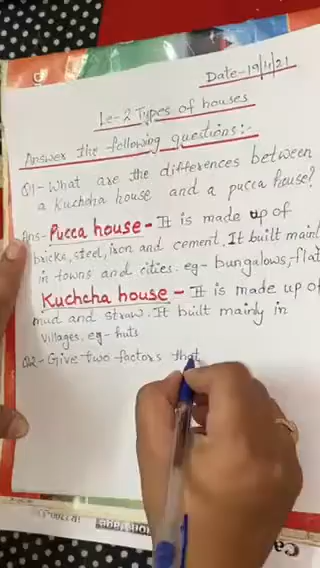 Date-19/11/21
Le-2 Types of houses
Answer the following questions:-
Q1- What are the differences between
a Kuchcha house and a pucca house?
Ans- Pucca house - It is made up of
bricks, steel, iron and cement. It built main
in towns and cities. eg- bungalows, flat
Kuchcha house - It is made up of
mud and straw. It built mainly in
villages. eg- huts
Q2- Give two factors that